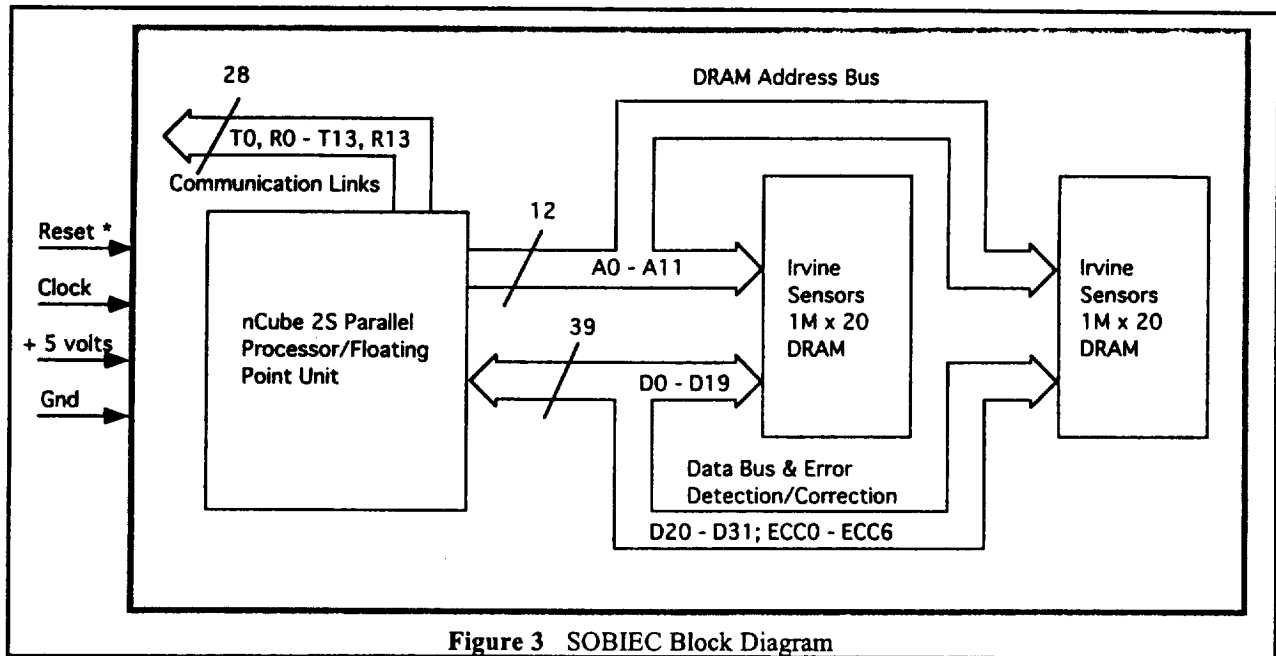 28
DRAM Address Bus
T0, R0 - T13, R13
Communication Links
12
Reset *
A0 - A11
Irvine
Sensors
1M x 20
DRAM
Irvine
Sensors
1M x 20
DRAM
Clock
nCube 2S Parallel
Processor/Floating
Point Unit
+ 5 volts
39
D0 - D19
Gnd
Data Bus & Error
Detection/Correction
D20 - D31; ECC0 - ECC6
Figure 3 SOBIEC Block Diagram